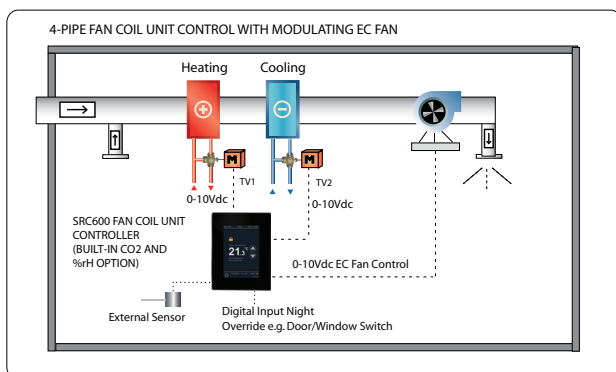 4-PIPE FAN COIL UNIT CONTROL WITH MODULATING EC FAN
Heating
Cooling
M
M
TV1
TV2
0-10Vdc
0-10Vdc
SRC600 FAN COIL UNIT
CONTROLLER
(BUILT-IN CO2 AND
%rH OPTION)
21.5 °C
0-10Vdc EC Fan Control
External Sensor
Digital Input Night
Override e.g. Door/Window Switch